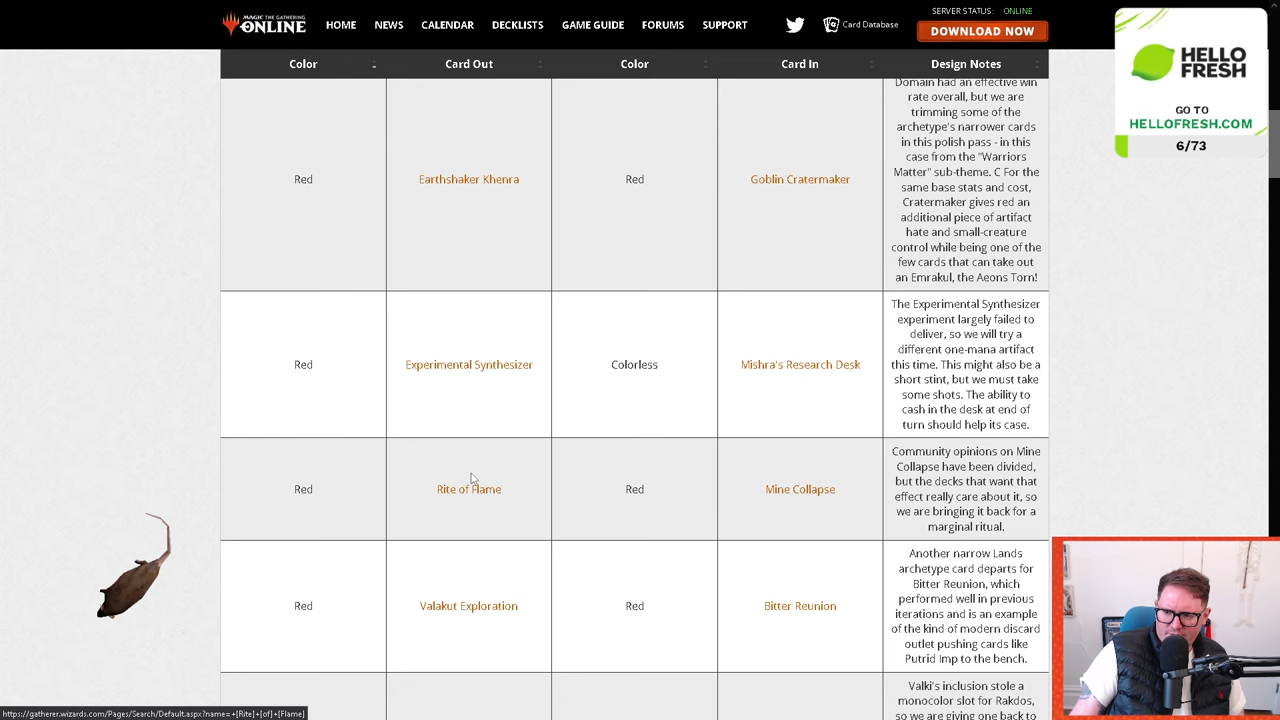 MAGIC THE GATHERING
ONLINE
HOME
NEWS
CALENDAR
DECKLISTS
GAME GUIDE
FORUMS
SUPPORT
Card Database
SERVER STATUS: ONLINE
DOWNLOAD NOW
HELLO
FRESH
GO TO
HELLOFRESH.COM
6/73
Color
Card Out
Color
Card In
Design Notes
Red
Earthshaker Khenra
Red
Goblin Cratermaker
Domain had an effective win
rate overall, but we are
trimming some of the
archetype's narrower cards
in this polish pass - in this
case from the "Warriors
Matter" sub-theme. C For the
same base stats and cost,
Cratermaker gives red an
additional piece of artifact
hate and small-creature
control while being one of the
few cards that can take out
an Emrakul, the Aeons Torn!
Red
Experimental Synthesizer
Colorless
Mishra's Research Desk
The Experimental Synthesizer
experiment largely failed to
deliver, so we will try a
different one-mana artifact
this time. This might also be a
short stint, but we must take
some shots. The ability to
cash in the desk at end of
turn should help its case.
Red
Rite of Flame
Red
Mine Collapse
Community opinions on Mine
Collapse have been divided,
but the decks that want that
effect really care about it, so
we are bringing it back for a
marginal ritual.
Red
Valakut Exploration
Red
Bitter Reunion
Another narrow Lands
archetype card departs for
Bitter Reunion, which
performed well in previous
iterations and is an example
of the kind of modern discard
outlet pushing cards like
Putrid Imp to the bench.
Valki's inclusion stole a
monocolor slot for Rakdos,
so we are giving one back to
https://gatherer.wizards.com/Pages/Search/Default.aspx?name=+[Rite]+[of]+[Flame]